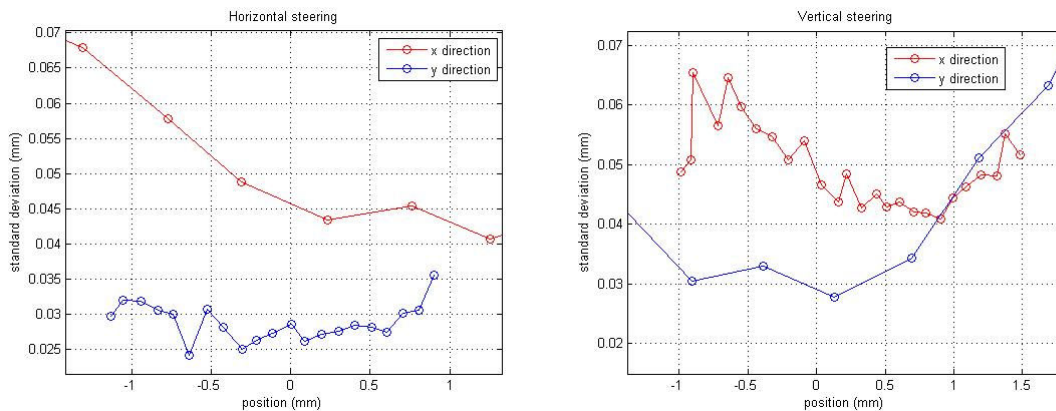 Horizontal steering
0.07
0.065
0.06
0.055
0.05
0.045
0.04
0.035
0.03
0.025
standard deviation (mm)
x direction
y direction
-1
-0.5
0
0.5
1
position (mm)
Vertical steering
0.07
0.06
0.05
0.04
0.03
0.02
standard deviation (mm)
x direction
y direction
-1
-0.5
0
0.5
1
1.5
position (mm)